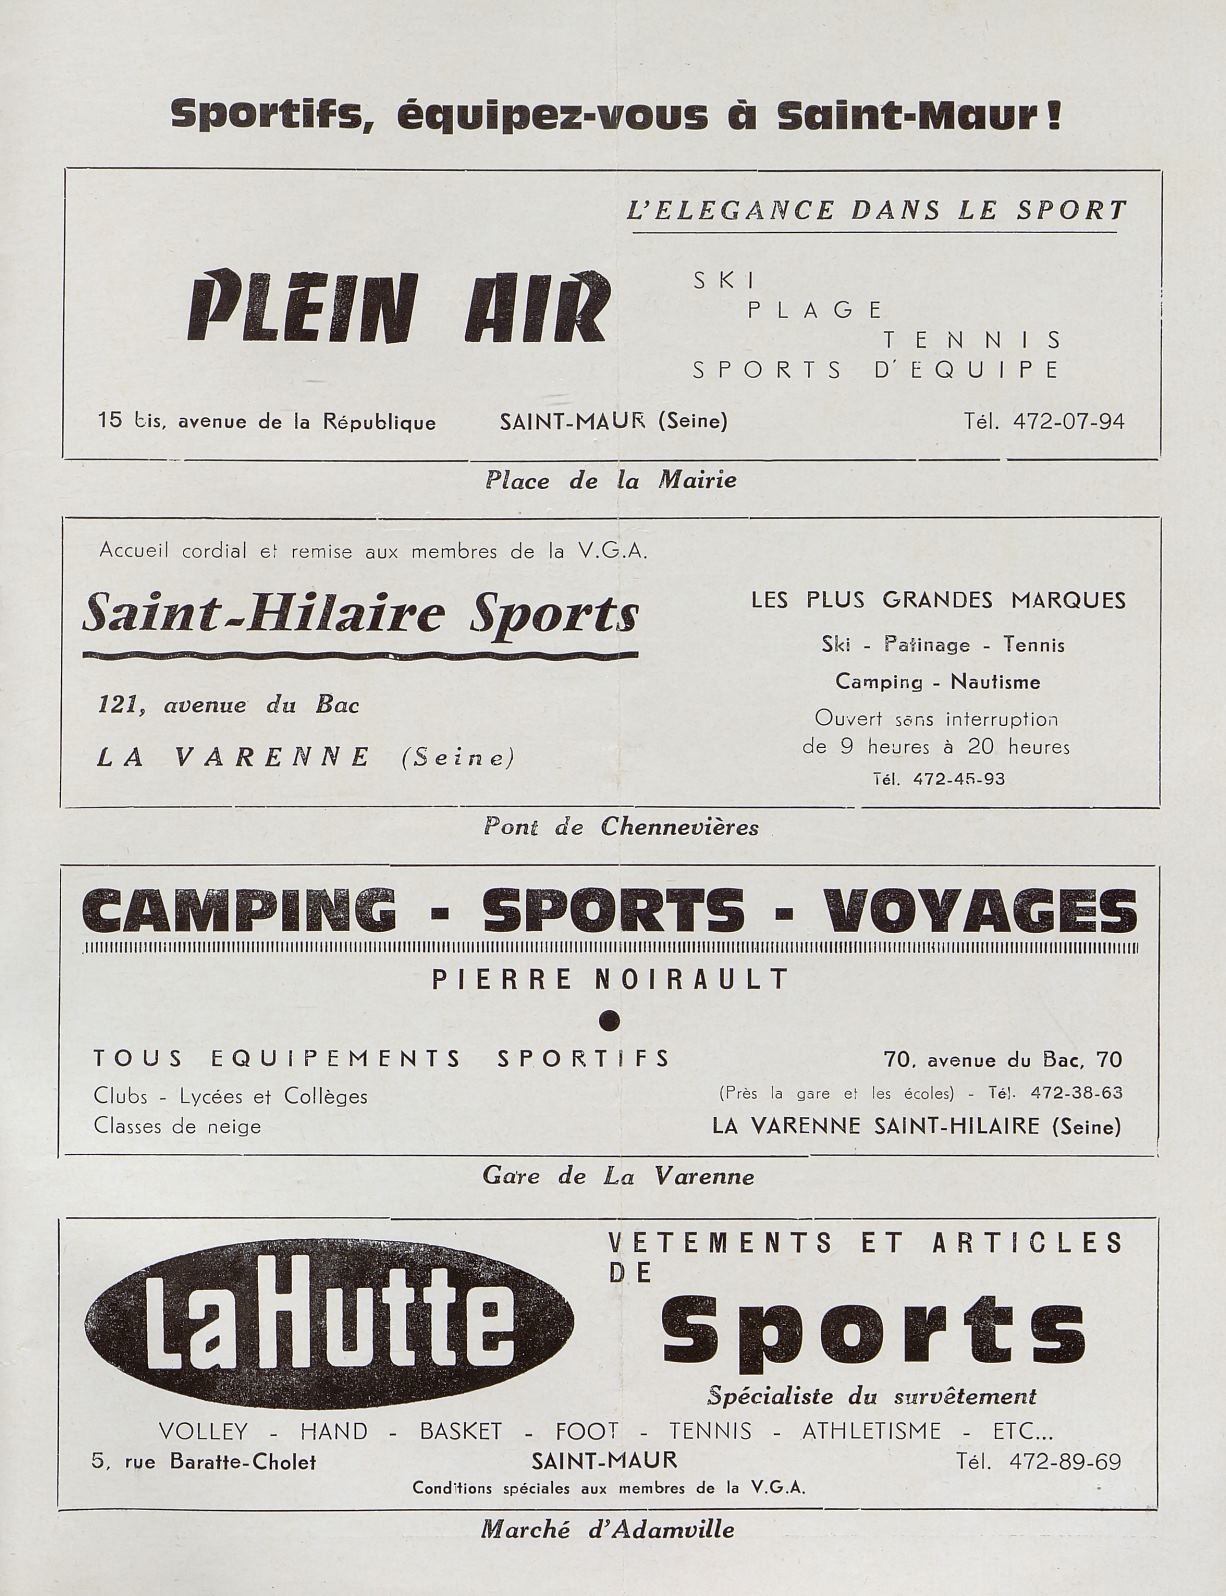 Sportifs, équipez-vous à Saint-Maur !
L'ELEGANCE DANS LE SPORT
PLEIN AIR
SKI
PLAGE
TENNIS
SPORTS D'EQUIPE
15 bis, avenue de la République SAINT-MAUR (Seine) Tél. 472-07-94
Place de la Mairie
Accueil cordial et remise aux membres de la V.G.A.
Saint-Hilaire Sports
121, avenue du Bac
LA VARENNE (Seine)
LES PLUS GRANDES MARQUES
Ski - Patinage - Tennis
Camping - Nautisme
Ouvert sans interruption
de 9 heures à 20 heures
Tél. 472-45-93
Pont de Chennevières
CAMPING - SPORTS - VOYAGES
PIERRE NOIRAULT
TOUS EQUIPEMENTS SPORTIFS
Clubs - Lycées et Collèges
Classes de neige
70, avenue du Bac, 70
(Près la gare et les écoles) - Tél. 472-38-63
LA VARENNE SAINT-HILAIRE (Seine)
Gare de La Varenne
La Hutte
VETEMENTS ET ARTICLES
DE
Sports
Spécialiste du survêtement
VOLLEY - HAND - BASKET - FOOT - TENNIS - ATHLETISME - ETC...
5, rue Baratte-Cholet SAINT-MAUR Tél. 472-89-69
Conditions spéciales aux membres de la V.G.A.
Marché d'Adamville